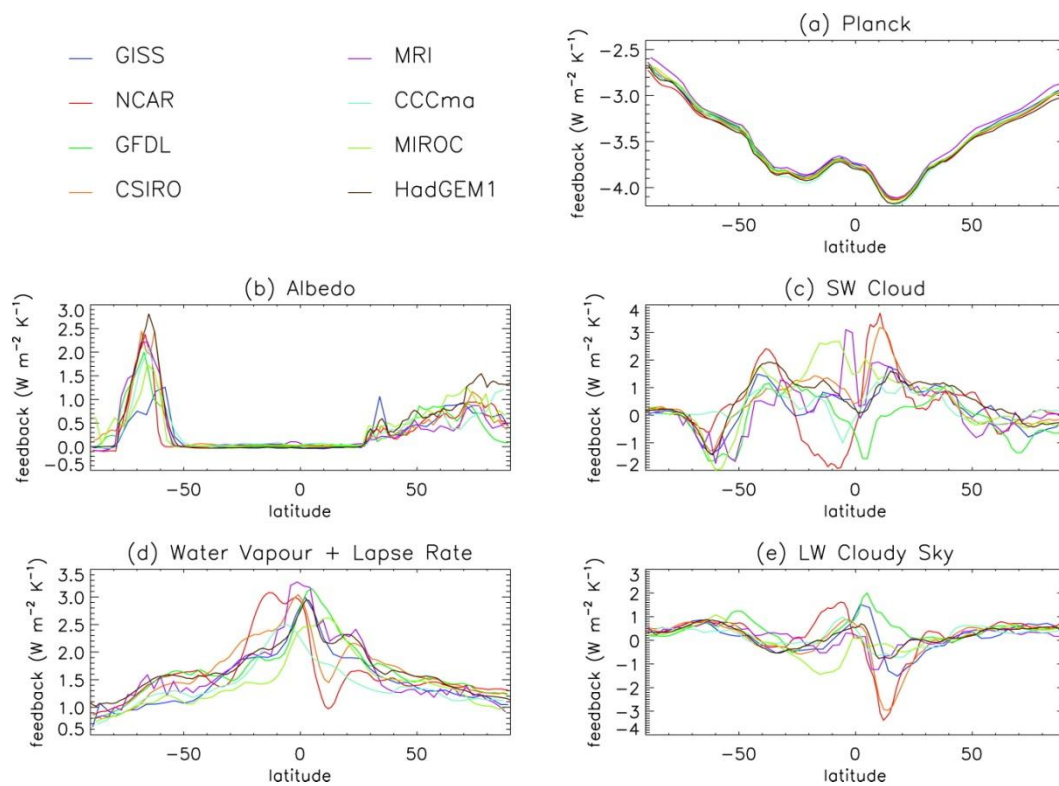 GISS
NCAR
GFDL
CSIRO
MRI
CCCma
MIROC
HadGEM1
(a) Planck
feedback (W m⁻² K⁻¹)
-2.5
-3.0
-3.5
-4.0
-50 0 50
latitude
(b) Albedo
feedback (W m⁻² K⁻¹)
3.0
2.5
2.0
1.5
1.0
0.5
0.0
-0.5
-50 0 50
latitude
(c) SW Cloud
feedback (W m⁻² K⁻¹)
4
3
2
1
0
-1
-2
-50 0 50
latitude
(d) Water Vapour + Lapse Rate
feedback (W m⁻² K⁻¹)
3.5
3.0
2.5
2.0
1.5
1.0
0.5
-50 0 50
latitude
(e) LW Cloudy Sky
feedback (W m⁻² K⁻¹)
3
2
1
0
-1
-2
-3
-4
-50 0 50
latitude